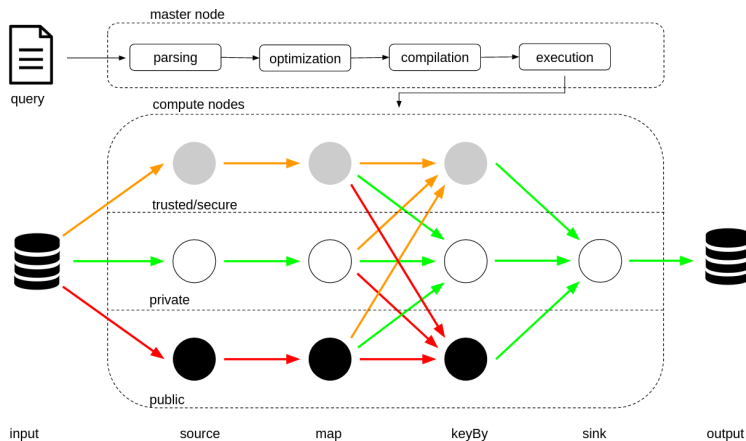 master node
parsing
optimization
compilation
execution
query
compute nodes
trusted/secure
private
public
input
source
map
keyBy
sink
output